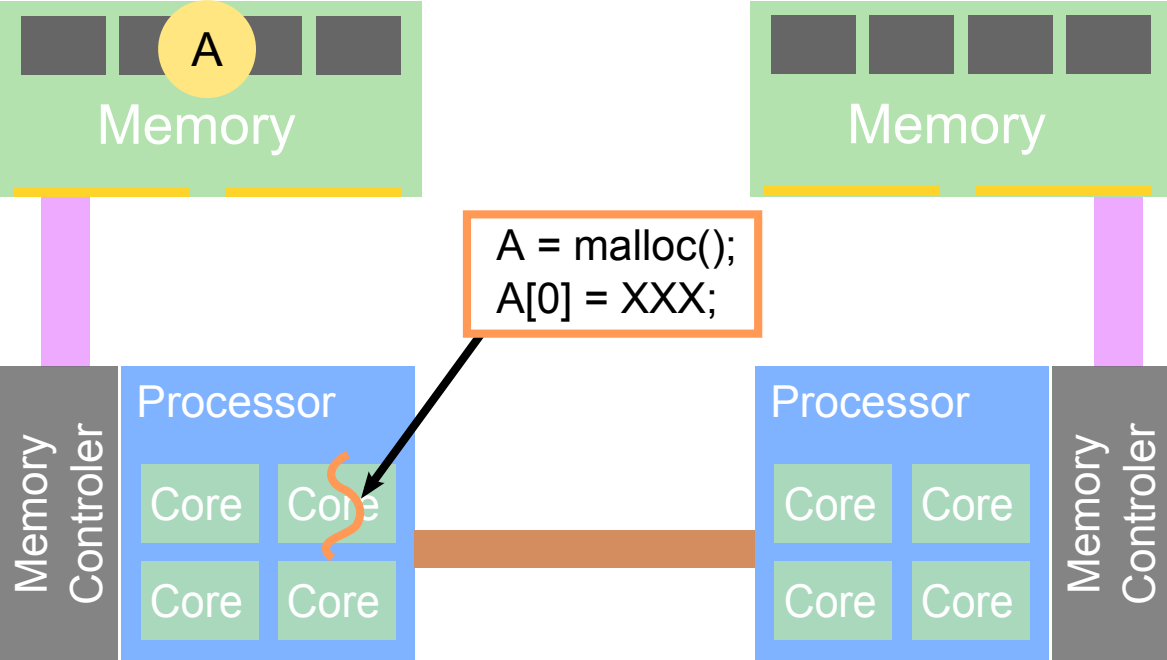 A
Memory
Memory
A = malloc();
A[0] = XXX;
Memory
Controler
Processor
Core
Core
Core
Core
Processor
Core
Core
Core
Core
Memory
Controler